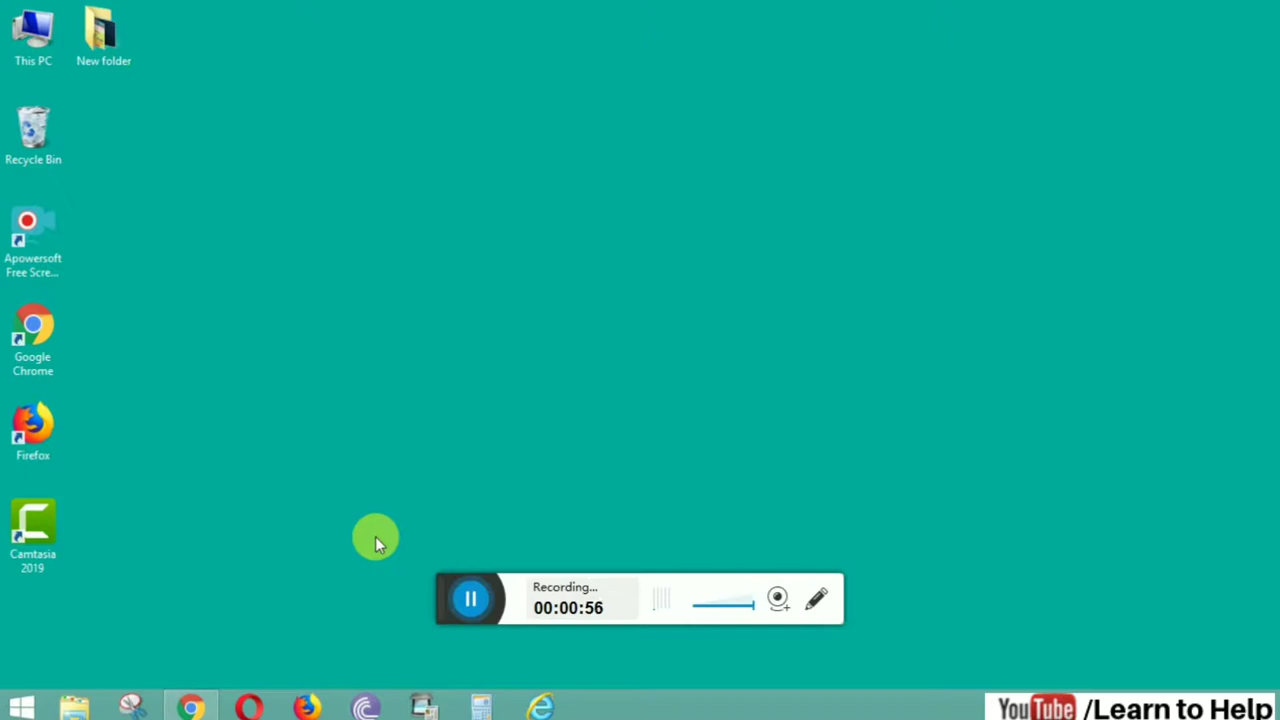 This PC
New folder
Recycle Bin
Apowersoft
Free Scre...
Google
Chrome
Firefox
Camtasia
2019
Recording...
00:00:56
YouTube /Learn to Help